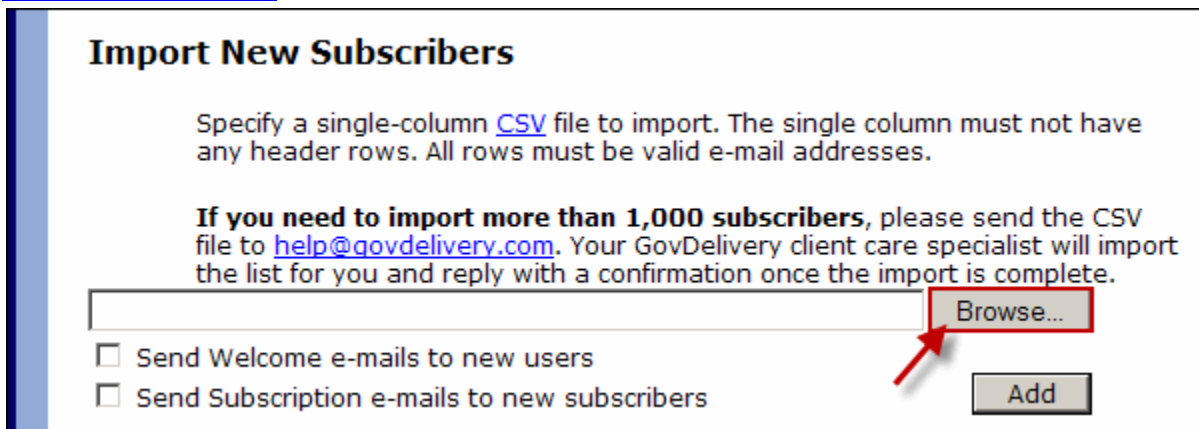 Import New Subscribers
Specify a single-column CSV file to import. The single column must not have
any header rows. All rows must be valid e-mail addresses.
If you need to import more than 1,000 subscribers, please send the CSV
file to help@govdelivery.com. Your GovDelivery client care specialist will import
the list for you and reply with a confirmation once the import is complete.
Browse...
Send Welcome e-mails to new users
Send Subscription e-mails to new subscribers
Add